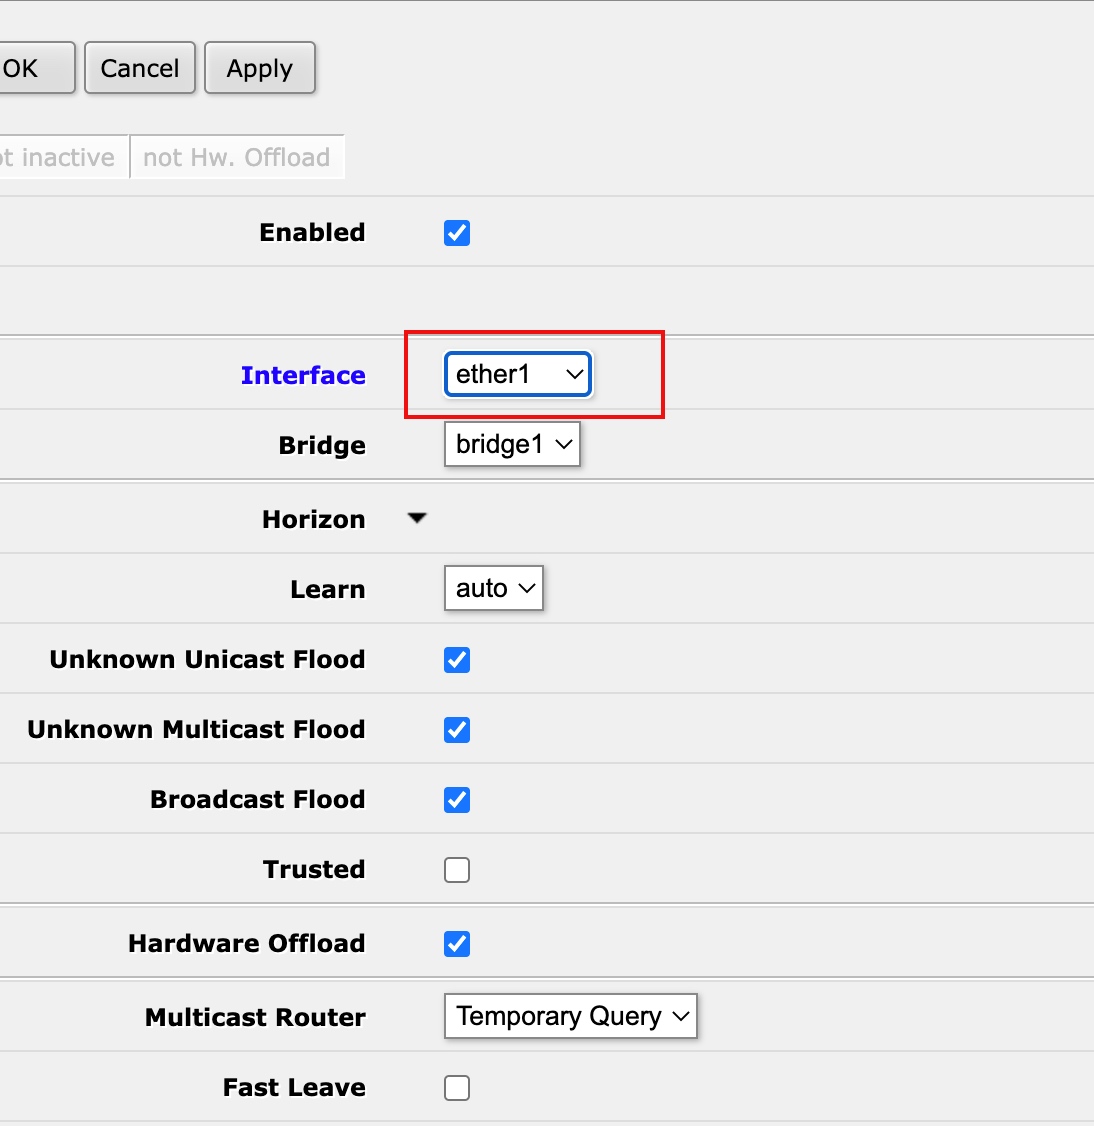 OK Cancel Apply
t inactive not Hw. Offload
Enabled
Interface ether1
Bridge bridge1
Horizon
Learn auto
Unknown Unicast Flood
Unknown Multicast Flood
Broadcast Flood
Trusted
Hardware Offload
Multicast Router Temporary Query
Fast Leave